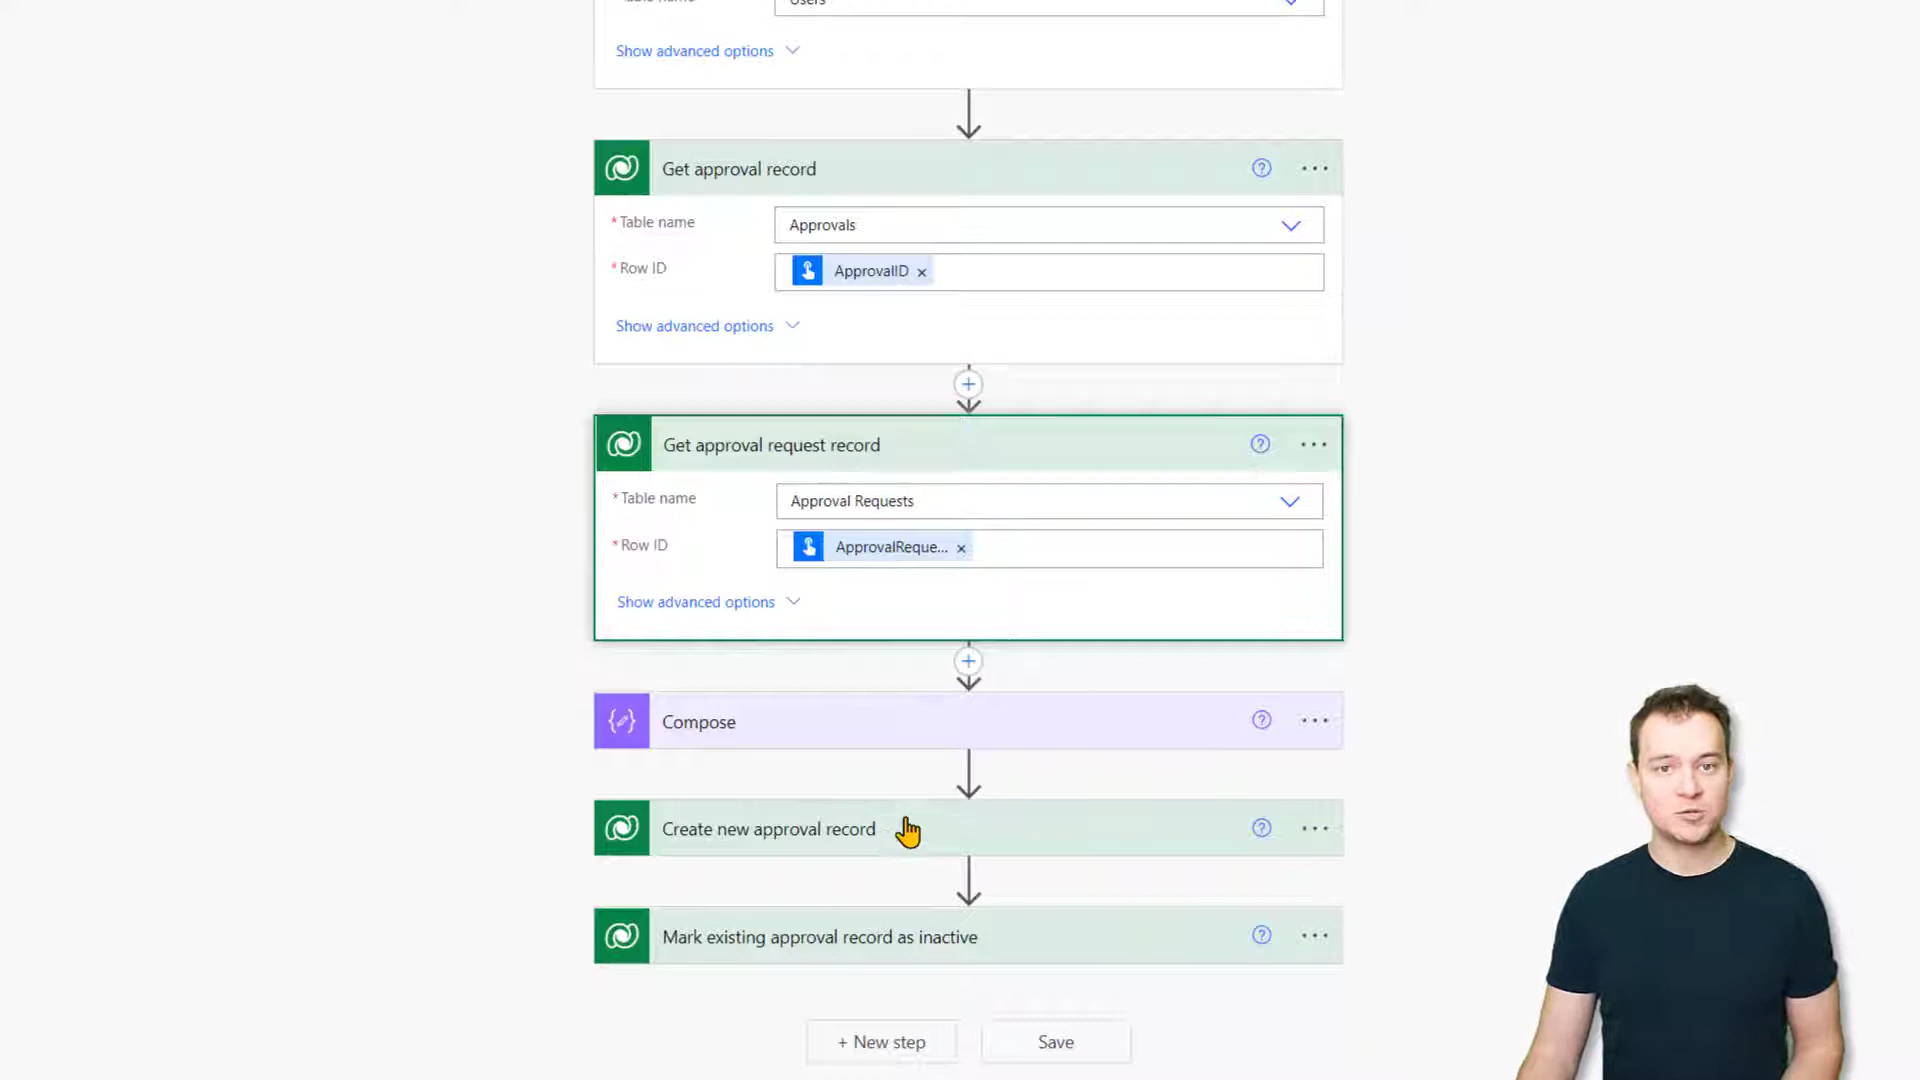 Users
Show advanced options
Get approval record
* Table name
Approvals
* Row ID
ApprovalID ×
Show advanced options
Get approval request record
* Table name
Approval Requests
* Row ID
ApprovalReque... ×
Show advanced options
Compose
Create new approval record
Mark existing approval record as inactive
+ New step
Save